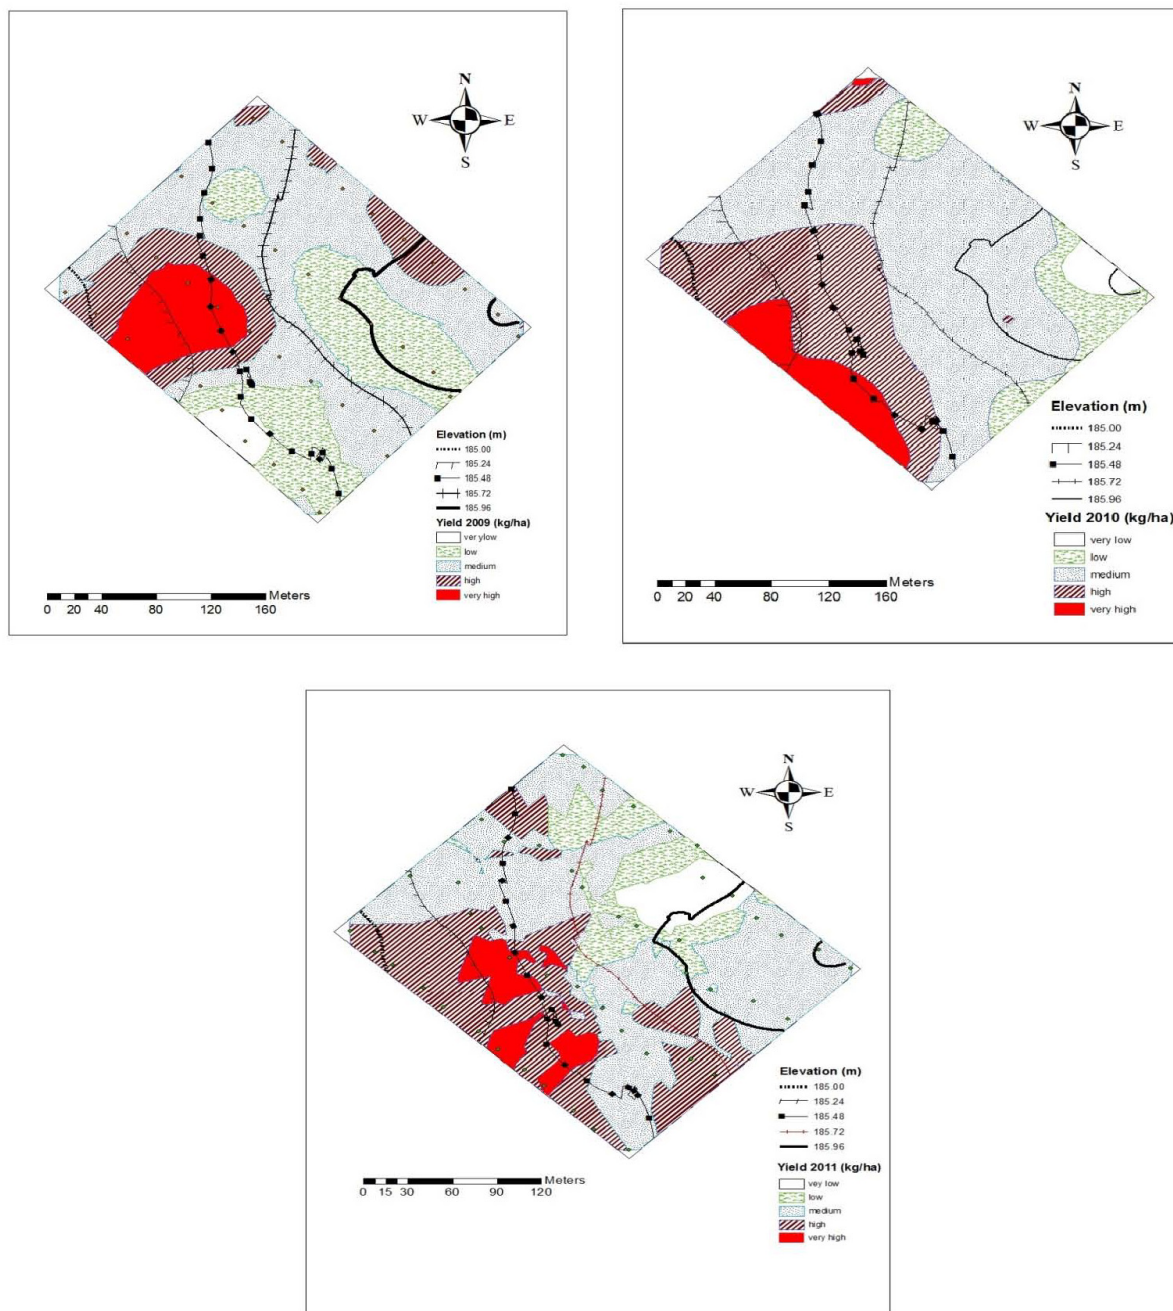 N
W E
S
Elevation (m)
185.00
185.24
185.48
185.72
185.96
Yield 2009 (kg/ha)
verylow
low
medium
high
very high
Meters
0 20 40 80 120 160
N
W E
S
Elevation (m)
185.00
185.24
185.48
185.72
185.96
Yield 2010 (kg/ha)
very low
low
medium
high
very high
Meters
0 20 40 80 120 160
N
W E
S
Elevation (m)
185.00
185.24
185.48
185.72
185.96
Yield 2011 (kg/ha)
vey low
low
medium
high
very high
Meters
0 15 30 60 90 120